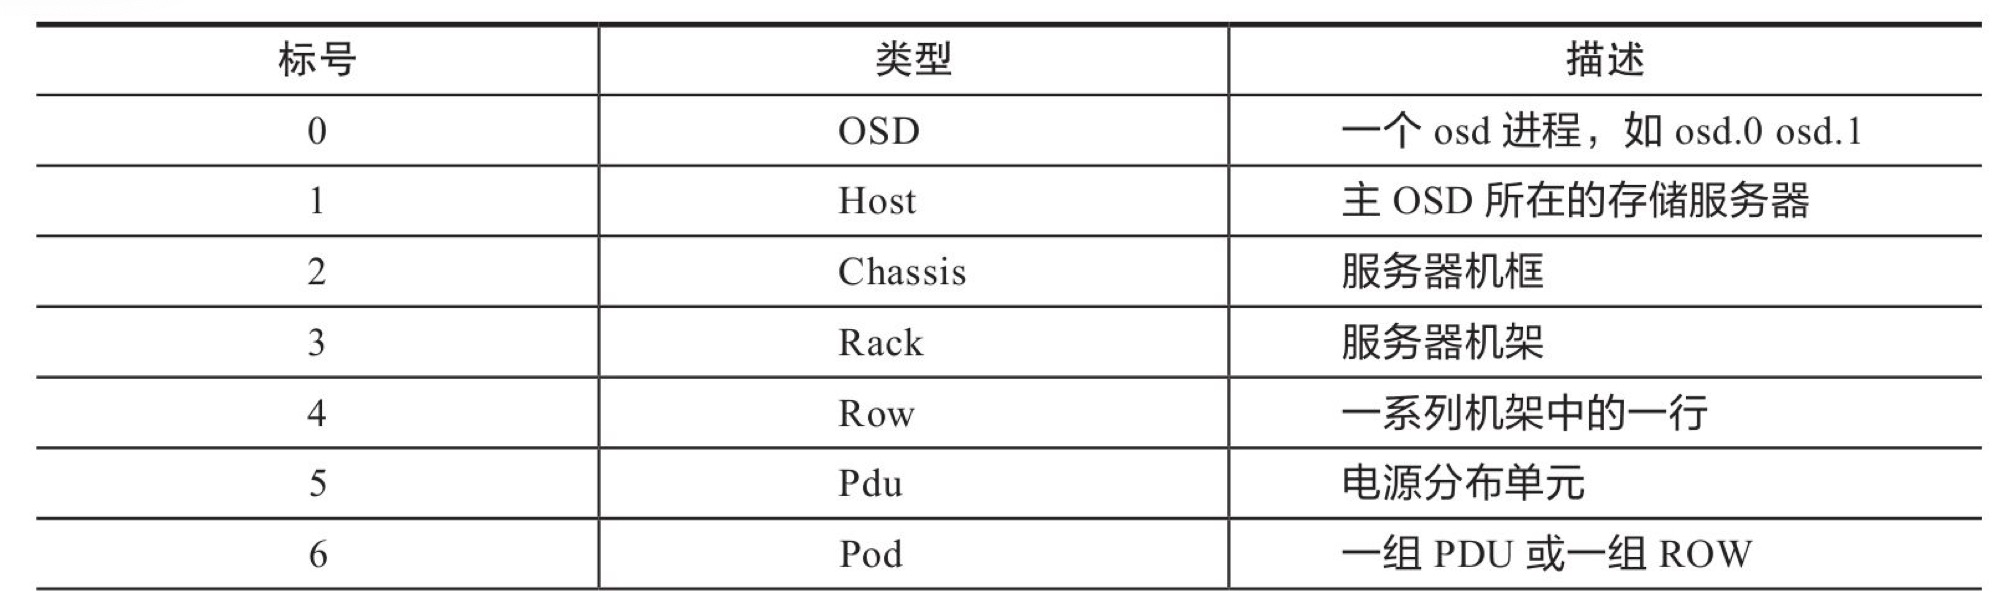 标号 类型 描述
0 OSD 一个 osd 进程，如 osd.0 osd.1
1 Host 主 OSD 所在的存储服务器
2 Chassis 服务器机框
3 Rack 服务器机架
4 Row 一系列机架中的一行
5 Pdu 电源分布单元
6 Pod 一组 PDU 或一组 ROW